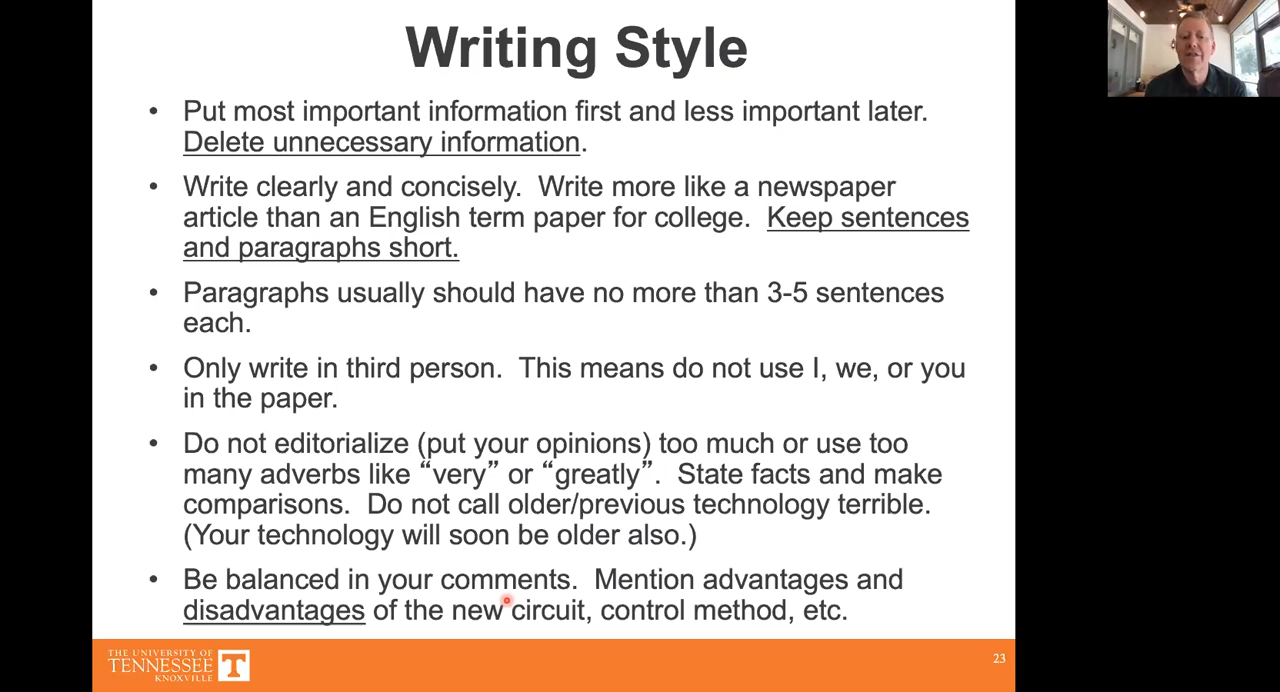 Writing Style
• Put most important information first and less important later.
Delete unnecessary information.
• Write clearly and concisely.  Write more like a newspaper
article than an English term paper for college.  Keep sentences
and paragraphs short.
• Paragraphs usually should have no more than 3-5 sentences
each.
• Only write in third person.  This means do not use I, we, or you
in the paper.
• Do not editorialize (put your opinions) too much or use too
many adverbs like “very” or “greatly”.  State facts and make
comparisons.  Do not call older/previous technology terrible.
(Your technology will soon be older also.)
• Be balanced in your comments.  Mention advantages and
disadvantages of the new circuit, control method, etc.
THE UNIVERSITY OF
TENNESSEE
KNOXVILLE
T
23